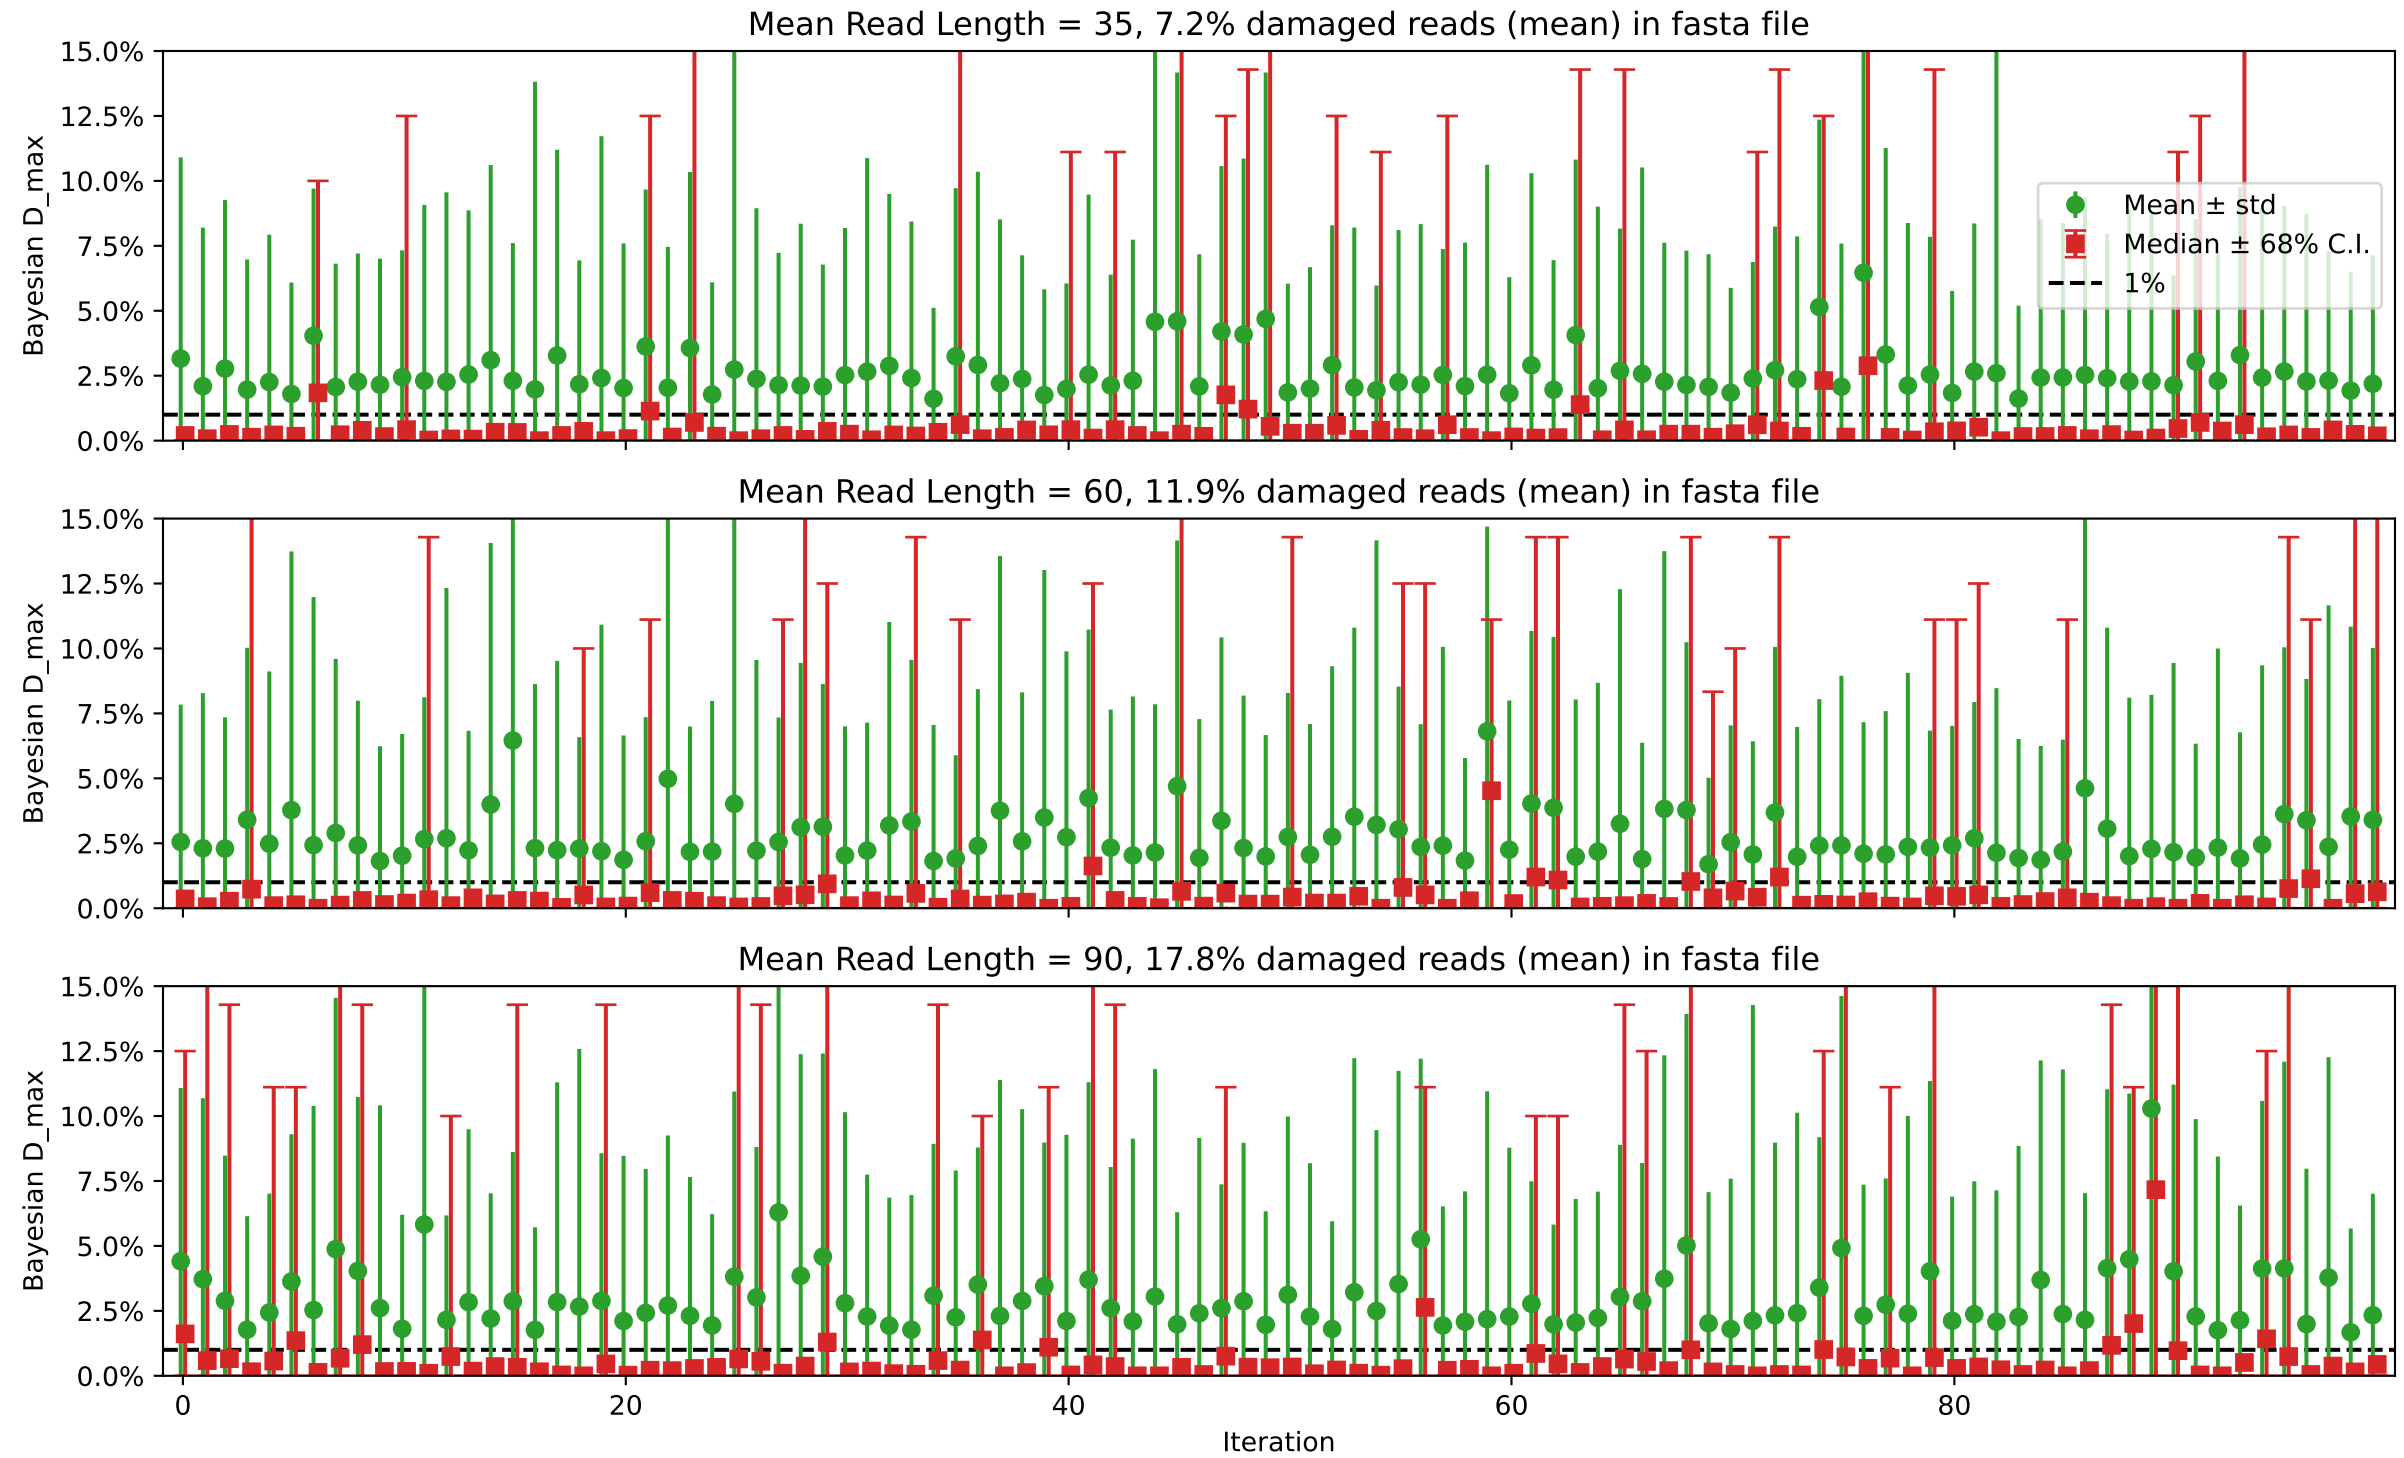 Mean Read Length = 35, 7.2% damaged reads (mean) in fasta file
15.0%
12.5%
10.0%
7.5%
5.0%
2.5%
0.0%
Bayesian D_max
Mean ± std
Median ± 68% C.I.
1%
Mean Read Length = 60, 11.9% damaged reads (mean) in fasta file
15.0%
12.5%
10.0%
7.5%
5.0%
2.5%
0.0%
Bayesian D_max
Mean Read Length = 90, 17.8% damaged reads (mean) in fasta file
15.0%
12.5%
10.0%
7.5%
5.0%
2.5%
0.0%
Bayesian D_max
0 20 40 60 80
Iteration